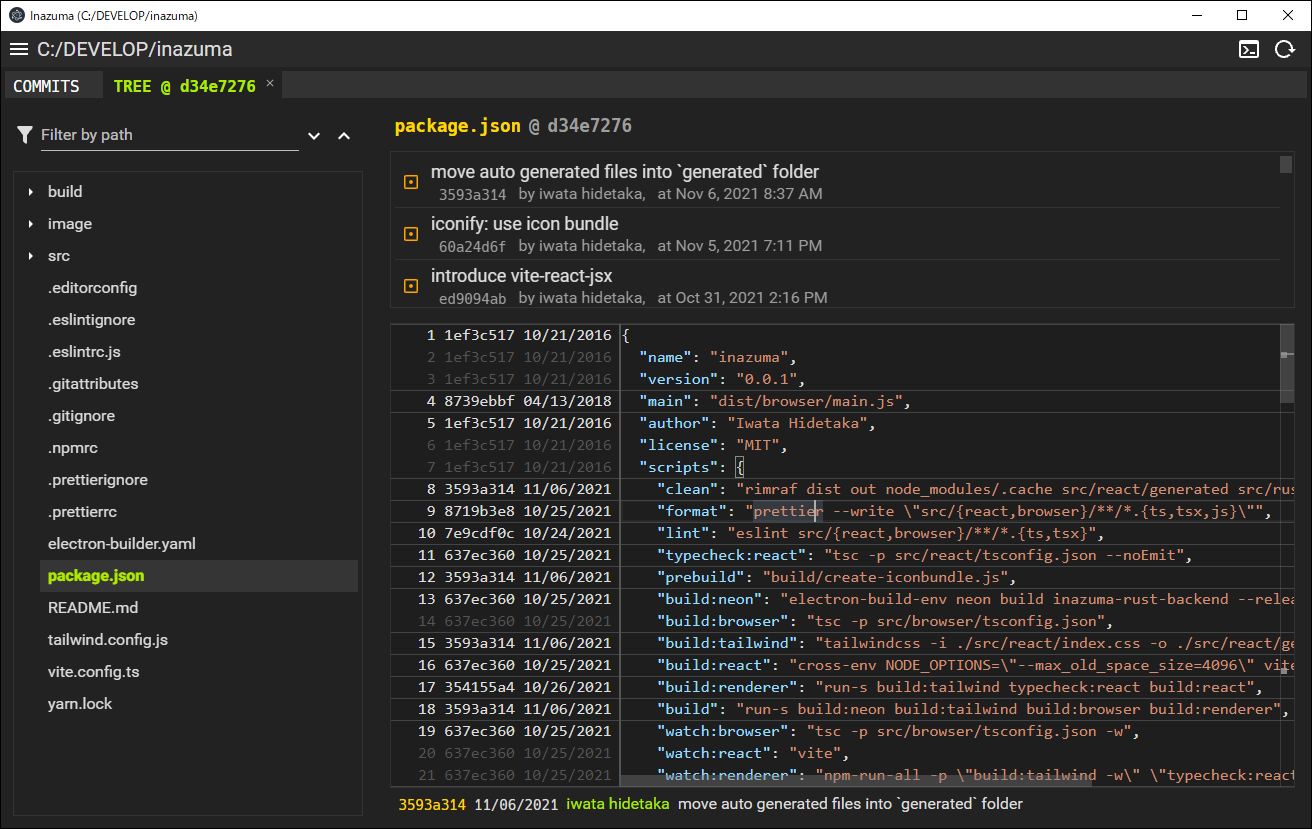 Inazuma (C:/DEVELOP/inazuma)
C:/DEVELOP/inazuma
COMMITS TREE @ d34e7276 ×
Filter by path
build
image
src
.editorconfig
.eslintignore
.eslintrc.js
.gitattributes
.gitignore
.npmrc
.prettierignore
.prettierrc
electron-builder.yaml
package.json
README.md
tailwind.config.js
vite.config.ts
yarn.lock
package.json @ d34e7276
move auto generated files into `generated` folder
3593a314 by iwata hidetaka, at Nov 6, 2021 8:37 AM
iconify: use icon bundle
60a24d6f by iwata hidetaka, at Nov 5, 2021 7:11 PM
introduce vite-react-jsx
ed9094ab by iwata hidetaka, at Oct 31, 2021 2:16 PM
1 1ef3c517 10/21/2016 {
2 1ef3c517 10/21/2016 "name": "inazuma",
3 1ef3c517 10/21/2016 "version": "0.0.1",
4 8739ebbf 04/13/2018 "main": "dist/browser/main.js",
5 1ef3c517 10/21/2016 "author": "Iwata Hidetaka",
6 1ef3c517 10/21/2016 "license": "MIT",
7 1ef3c517 10/21/2016 "scripts": {
8 3593a314 11/06/2021 "clean": "rimraf dist out node_modules/.cache src/react/generated src/rus
9 8719b3e8 10/25/2021 "format": "prettier --write \"src/{react,browser}/**/*.{ts,tsx,js}\"",
10 7e9cdf0c 10/24/2021 "lint": "eslint src/{react,browser}/**/*.{ts,tsx}",
11 637ec360 10/25/2021 "typecheck:react": "tsc -p src/react/tsconfig.json --noEmit",
12 3593a314 11/06/2021 "prebuild": "build/create-iconbundle.js",
13 637ec360 10/25/2021 "build:neon": "electron-build-env neon build inazuma-rust-backend --relea
14 637ec360 10/25/2021 "build:browser": "tsc -p src/browser/tsconfig.json",
15 3593a314 11/06/2021 "build:tailwind": "tailwindcss -i ./src/react/index.css -o ./src/react/ge
16 637ec360 10/25/2021 "build:react": "cross-env NODE_OPTIONS=\"--max_old_space_size=4096\" vite
17 354155a4 10/26/2021 "build:renderer": "run-s build:tailwind typecheck:react build:react",
18 3593a314 11/06/2021 "build": "run-s build:neon build:tailwind build:browser build:renderer",
19 637ec360 10/25/2021 "watch:browser": "tsc -p src/browser/tsconfig.json -w",
20 637ec360 10/25/2021 "watch:react": "vite",
21 637ec360 10/25/2021 "watch:renderer": "npm-run-all -p \"build:tailwind -w\" \"typecheck:react
3593a314 11/06/2021 iwata hidetaka move auto generated files into `generated` folder